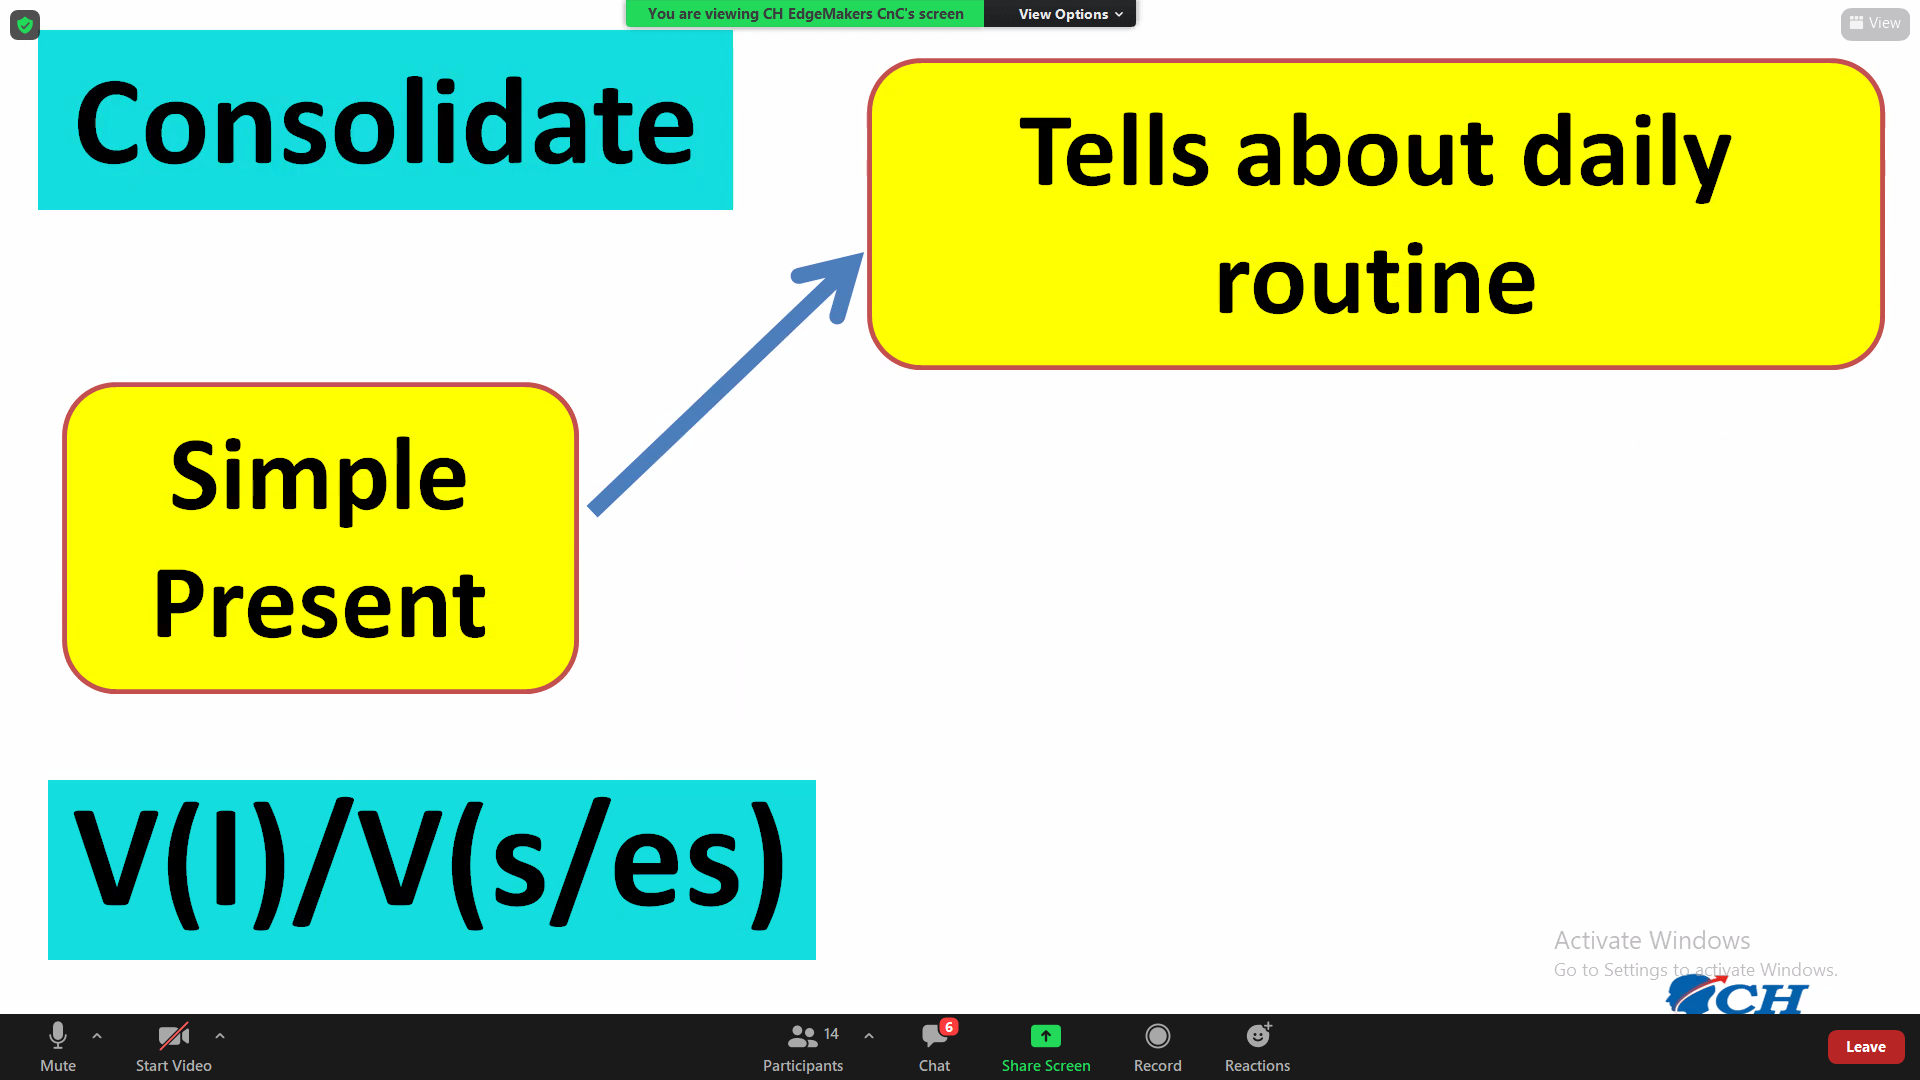 You are viewing CH EdgeMakers CnC's screen
View Options
View
Consolidate
Tells about daily
routine
Simple
Present
V(I)/V(s/es)
Activate Windows
Go to Settings to activate Windows.
CH
Mute
Start Video
14
Participants
6
Chat
Share Screen
Record
Reactions
Leave